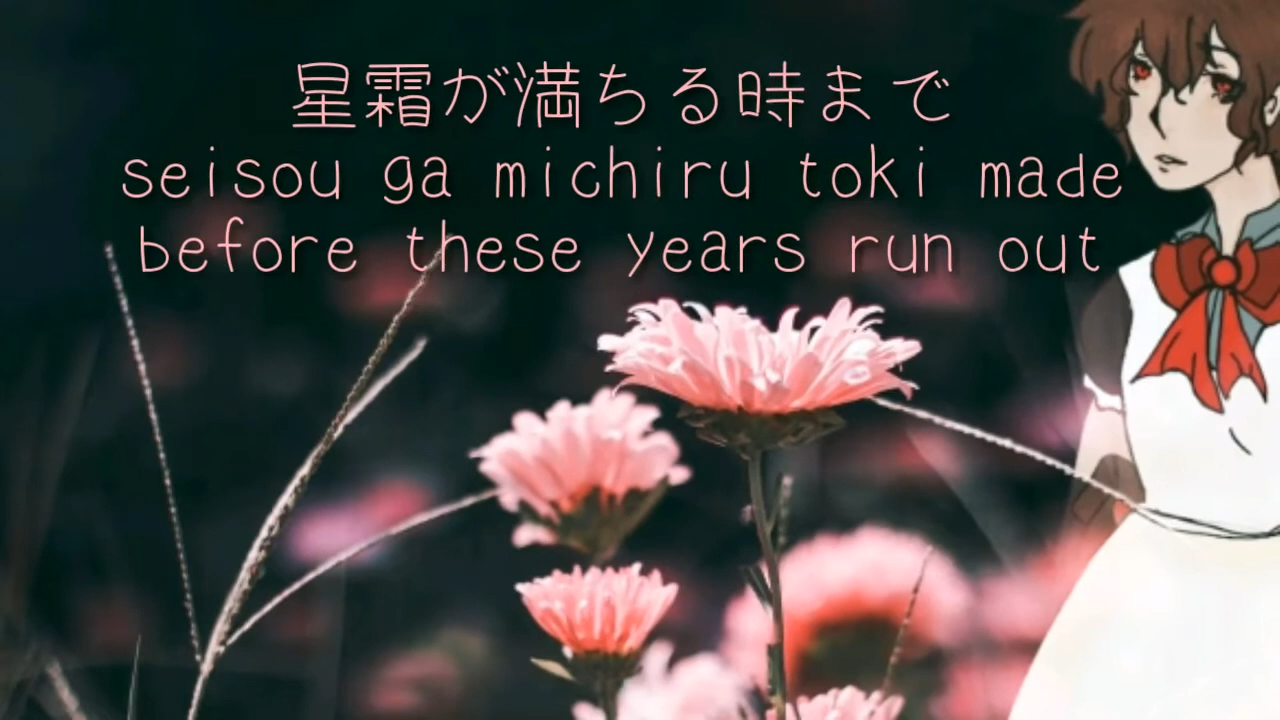 星霜が満ちる時まで
seisou ga michiru toki made
before these years run out